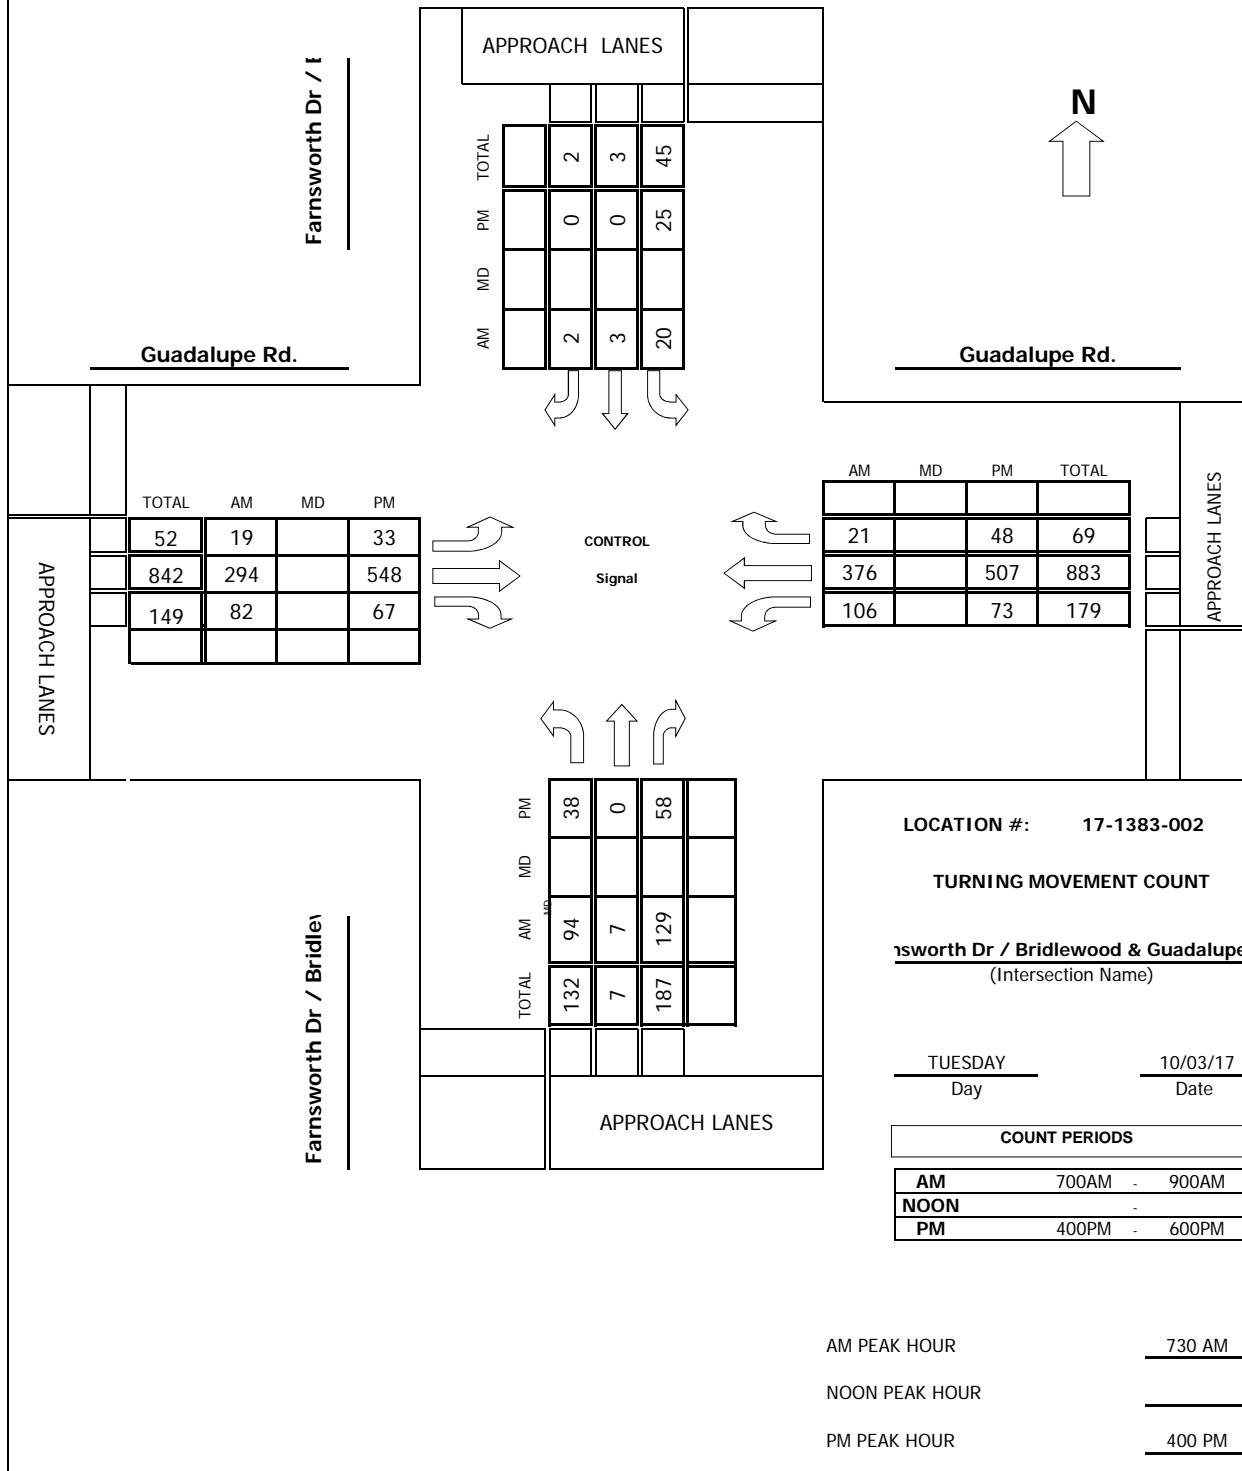 APPROACH LANES
Farnsworth Dr /
N
TOTAL 2 3 45
PM 0 0 25
MD
AM 2 3 20
Guadalupe Rd.
Guadalupe Rd.
TOTAL AM MD PM
52 19 33
842 294 548
149 82 67
APPROACH LANES
CONTROL
Signal
AM MD PM TOTAL
21 48 69
376 507 883
106 73 179
APPROACH LANES
PM 38 0 58
MD
MD
AM 94 7 129
TOTAL 132 7 187
APPROACH LANES
Farnsworth Dr / Bridle
LOCATION #: 17-1383-002
TURNING MOVEMENT COUNT
nsworth Dr / Bridlewood & Guadalupe
(Intersection Name)
TUESDAY 10/03/17
Day Date
COUNT PERIODS
AM 700AM - 900AM
NOON -
PM 400PM - 600PM
AM PEAK HOUR 730 AM
NOON PEAK HOUR
PM PEAK HOUR 400 PM